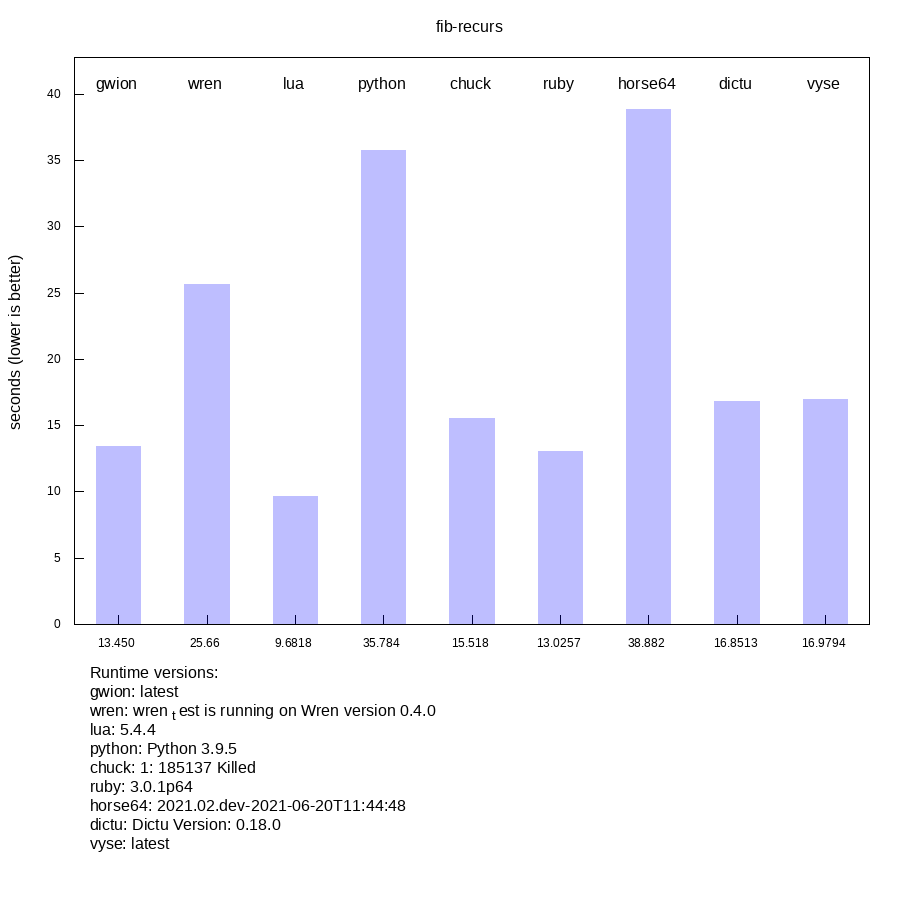 fib-recurs
gwion wren lua python chuck ruby horse64 dictu vyse
40
35
30
25
20
15
10
5
0
seconds (lower is better)
13.450 25.66 9.6818 35.784 15.518 13.0257 38.882 16.8513 16.9794
Runtime versions:
gwion: latest
wren: wren t est is running on Wren version 0.4.0
lua: 5.4.4
python: Python 3.9.5
chuck: 1: 185137 Killed
ruby: 3.0.1p64
horse64: 2021.02.dev-2021-06-20T11:44:48
dictu: Dictu Version: 0.18.0
vyse: latest